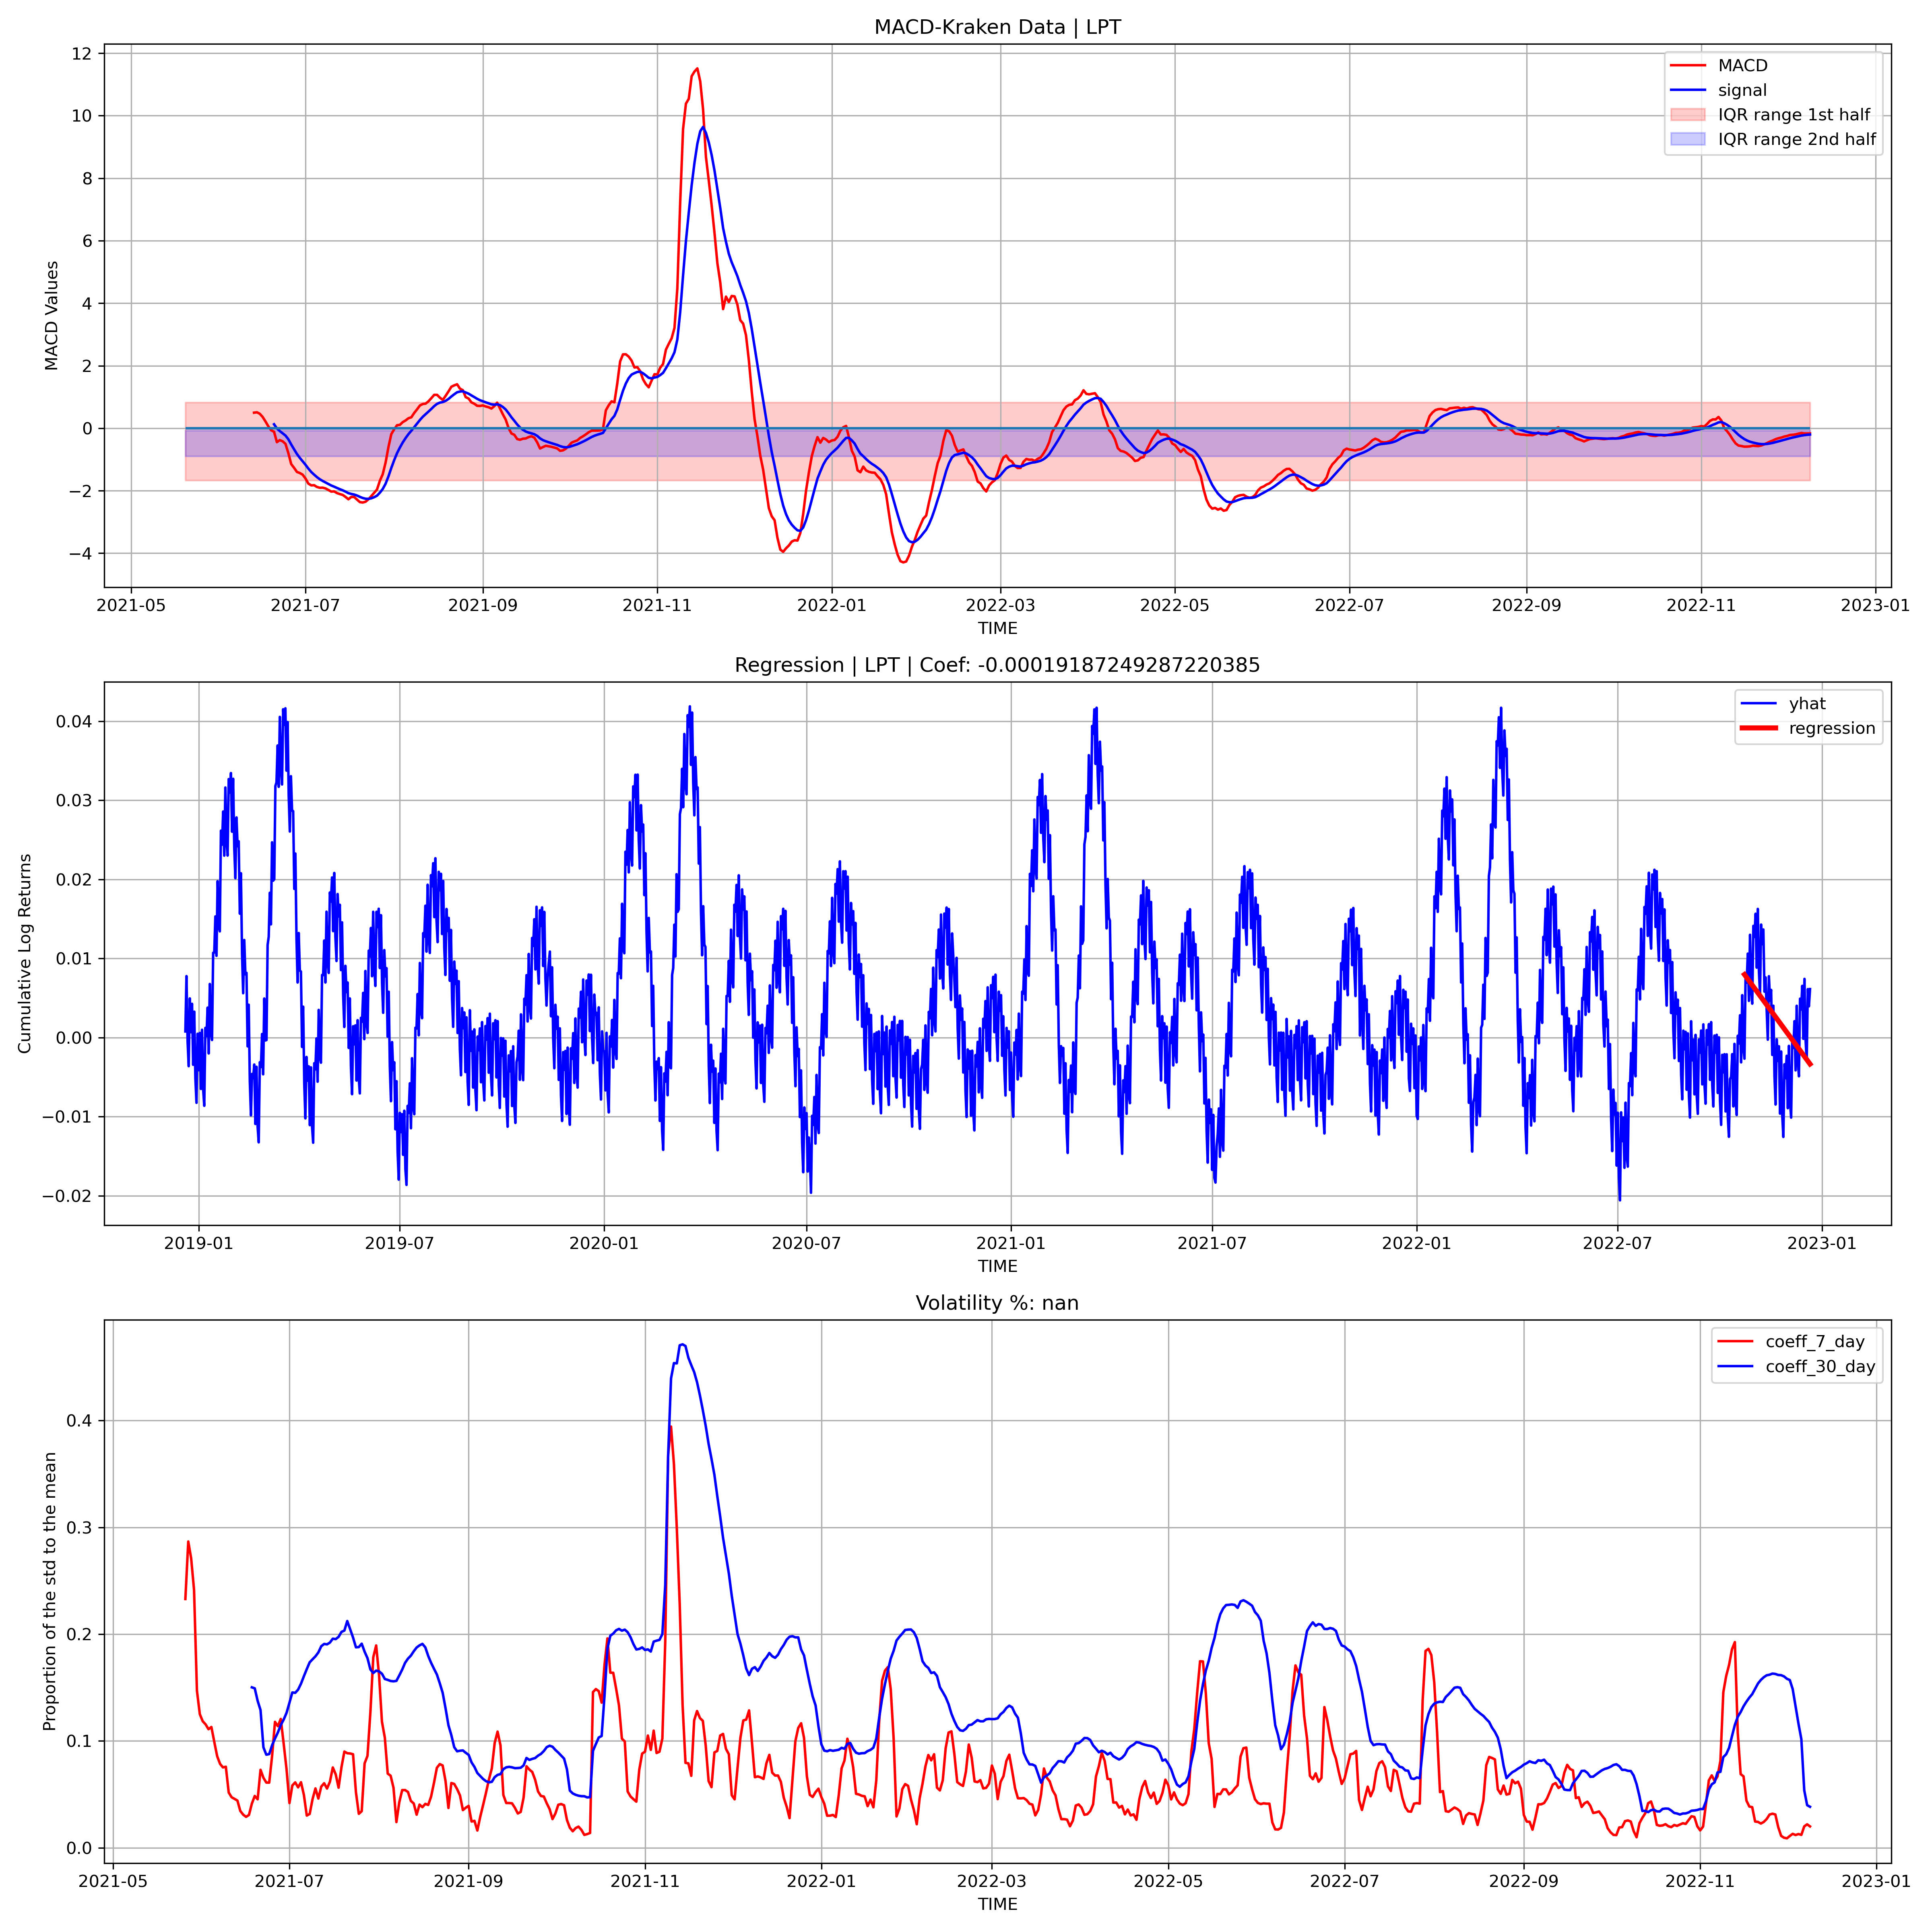 MACD-Kraken Data | LPT
MACD Values
12
10
8
6
4
2
0
−2
−4
MACD
signal
IQR range 1st half
IQR range 2nd half
2021-05 2021-07 2021-09 2021-11 2022-01 2022-03 2022-05 2022-07 2022-09 2022-11 2023-01
TIME
Regression | LPT | Coef: -0.00019187249287220385
Cumulative Log Returns
0.04
0.03
0.02
0.01
0.00
−0.01
−0.02
yhat
regression
2019-01 2019-07 2020-01 2020-07 2021-01 2021-07 2022-01 2022-07 2023-01
TIME
Volatility %: nan
Proportion of the std to the mean
0.4
0.3
0.2
0.1
0.0
coeff_7_day
coeff_30_day
2021-05 2021-07 2021-09 2021-11 2022-01 2022-03 2022-05 2022-07 2022-09 2022-11 2023-01
TIME